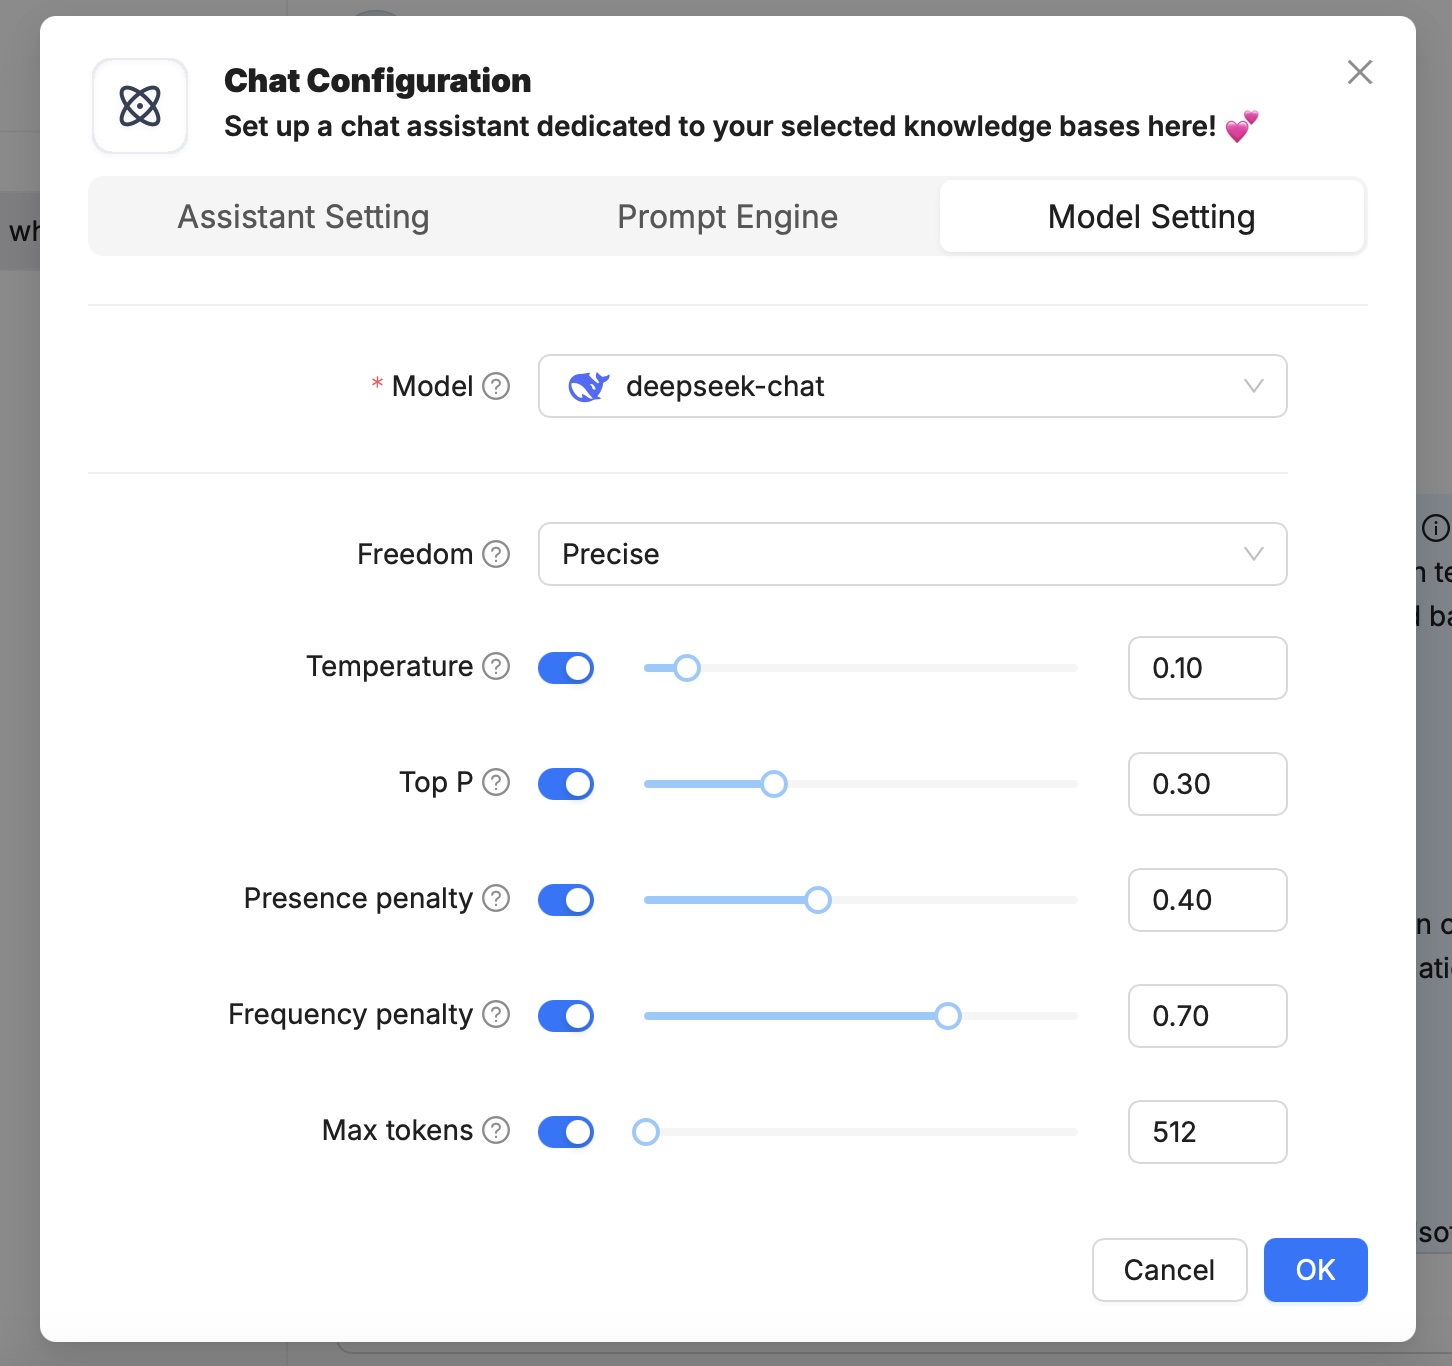 Chat Configuration
Set up a chat assistant dedicated to your selected knowledge bases here! 💕
Assistant Setting
Prompt Engine
Model Setting
* Model
deepseek-chat
Freedom
Precise
Temperature
0.10
Top P
0.30
Presence penalty
0.40
Frequency penalty
0.70
Max tokens
512
Cancel
OK